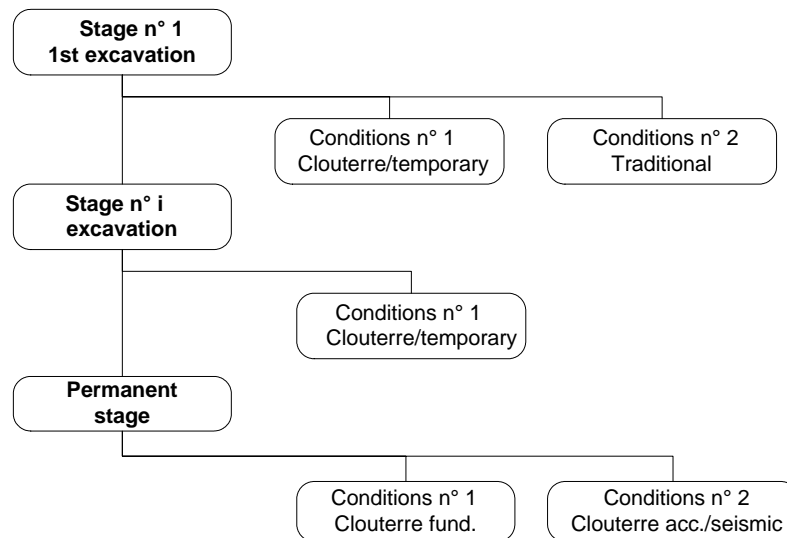 Stage n° 1
1st excavation
Conditions n° 1
Clouterre/temporary
Conditions n° 2
Traditional
Stage n° i
excavation
Conditions n° 1
Clouterre/temporary
Permanent
stage
Conditions n° 1
Clouterre fund.
Conditions n° 2
Clouterre acc./seismic